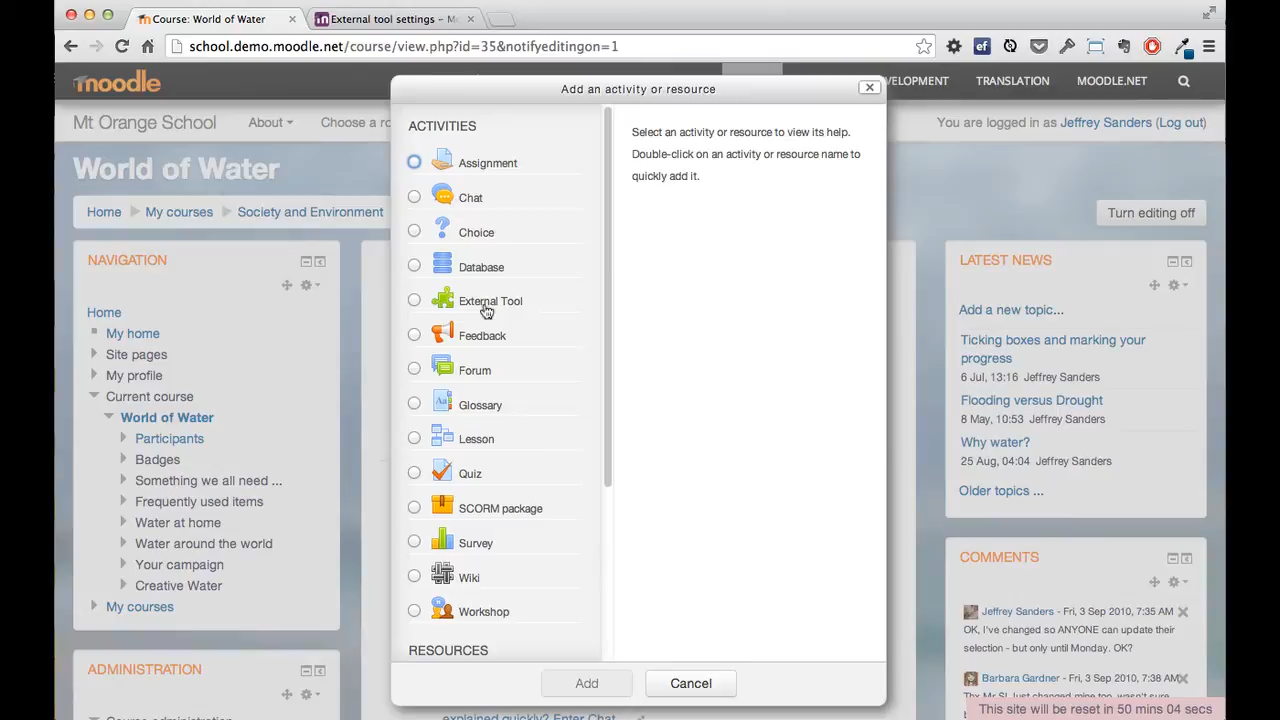 Course: World of Water
External tool settings – Mo
school.demo.moodle.net/course/view.php?id=35&notifyeditingon=1
ef
moodle
TRANSLATION
MOODLE.NET
Mt Orange School
About
You are logged in as Jeffrey Sanders (Log out)
World of Water
Home
My courses
Society and Environment
Turn editing off
NAVIGATION
Home
My home
Site pages
My profile
Current course
World of Water
Participants
Badges
Something we all need ...
Frequently used items
Water at home
Water around the world
Your campaign
Creative Water
My courses
ADMINISTRATION
Add an activity or resource
ACTIVITIES
Assignment
Chat
Choice
Database
External Tool
Feedback
Forum
Glossary
Lesson
Quiz
SCORM package
Survey
Wiki
Workshop
RESOURCES
Select an activity or resource to view its help.
Double-click on an activity or resource name to
quickly add it.
Add
Cancel
explained quickly? Enter Chat
LATEST NEWS
Add a new topic...
Ticking boxes and marking your
progress
6 Jul, 13:16 Jeffrey Sanders
Flooding versus Drought
8 May, 10:53 Jeffrey Sanders
Why water?
25 Aug, 04:04 Jeffrey Sanders
Older topics ...
COMMENTS
Jeffrey Sanders - Fri, 3 Sep 2010, 7:35 AM
OK, I've changed so ANYONE can update their
selection - but only until Monday. OK?
Barbara Gardner - Fri, 3 Sep 2010, 7:38 AM
This site will be reset in 50 mins 04 secs